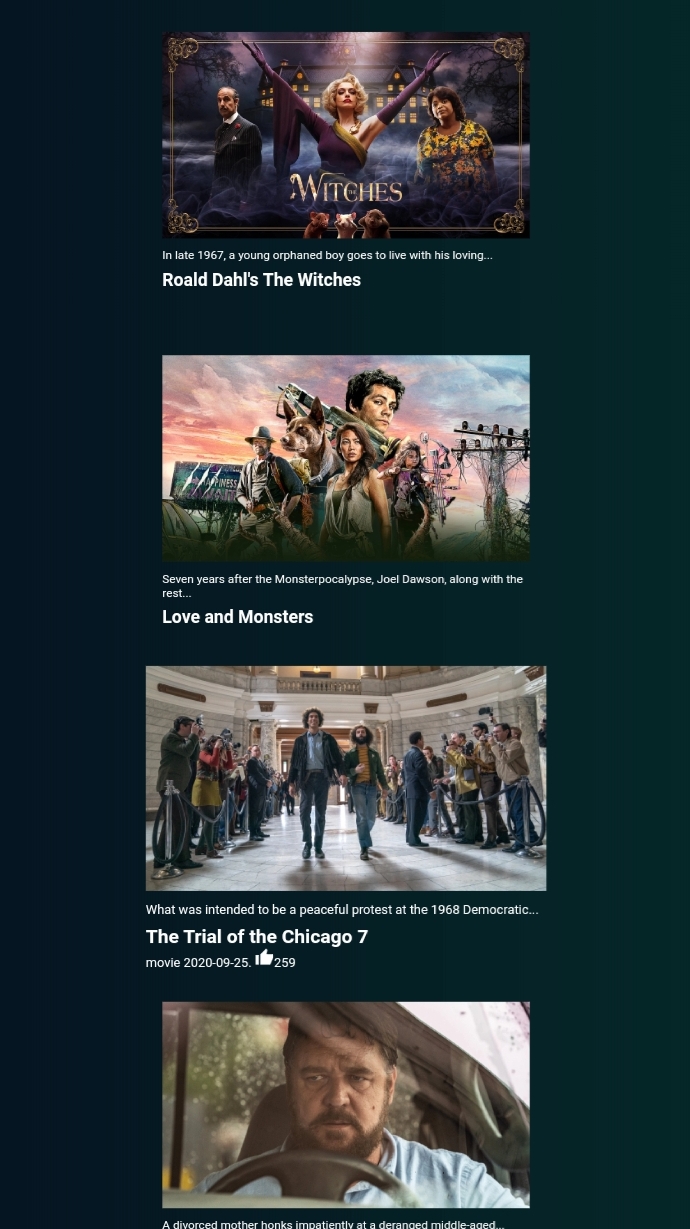 THE
WITCHES
In late 1967, a young orphaned boy goes to live with his loving...
Roald Dahl's The Witches
HAPPINESS
Seven years after the Monsterpocalypse, Joel Dawson, along with the
rest...
Love and Monsters
What was intended to be a peaceful protest at the 1968 Democratic...
The Trial of the Chicago 7
movie 2020-09-25. 259
A divorced mother honks impatiently at a deranged middle-aged...